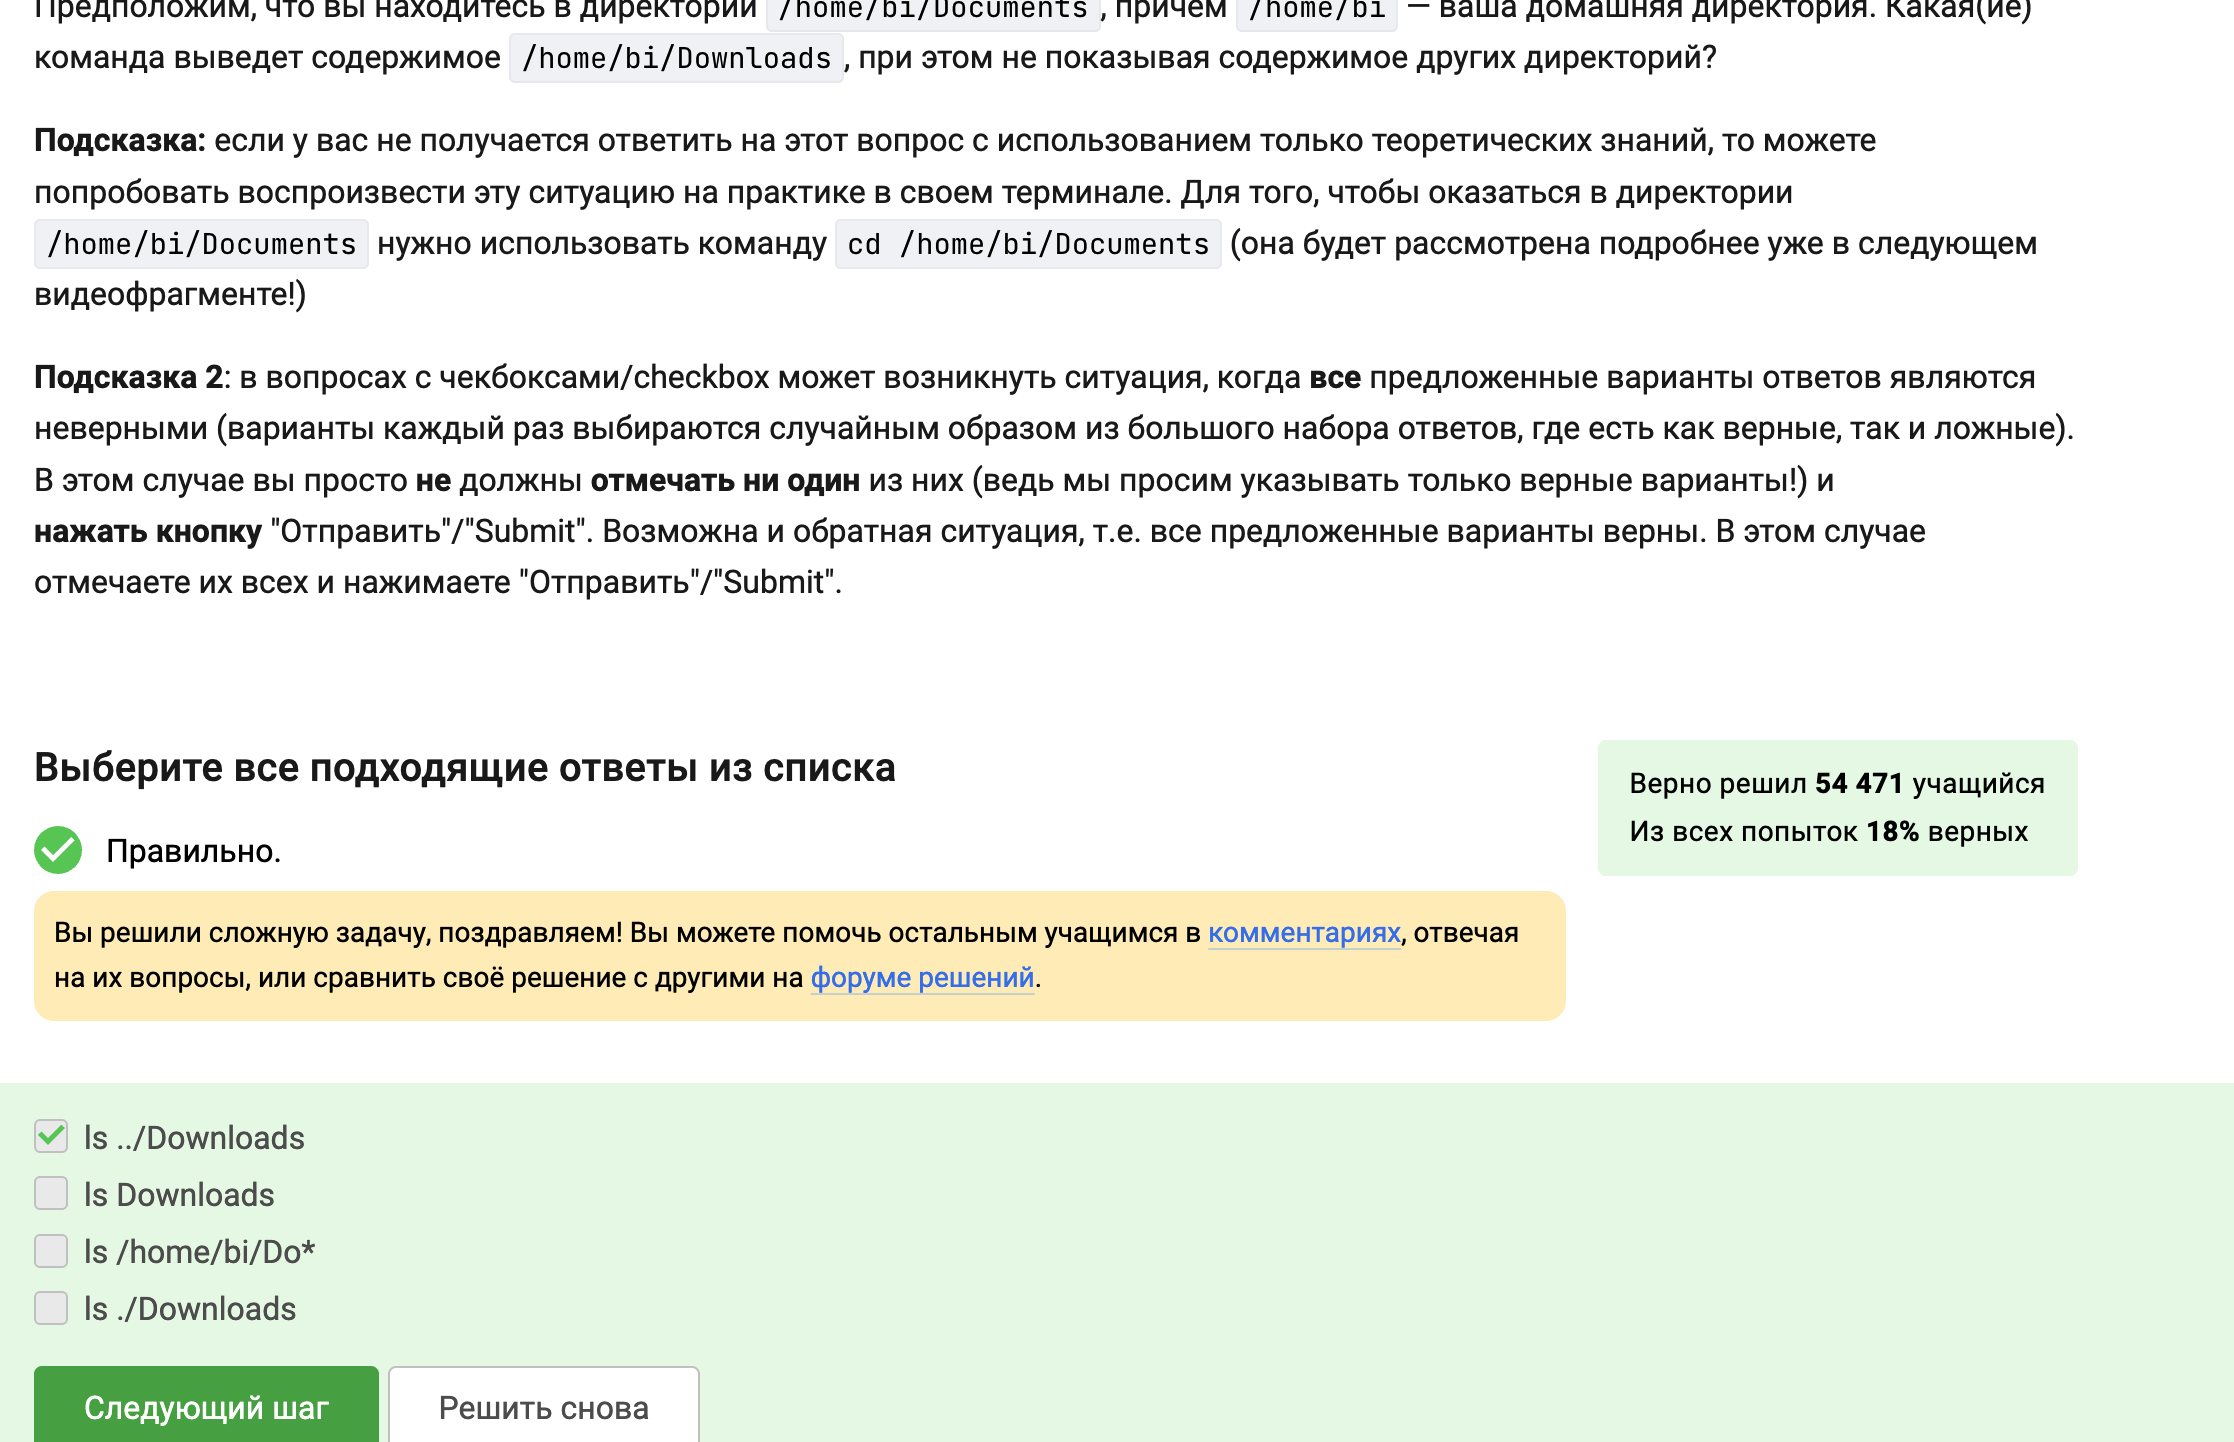 Предположим, что вы находитесь в директории /home/bi/Documents, причем /home/bi — ваша домашняя директория. Какая(ие)
команда выведет содержимое /home/bi/Downloads, при этом не показывая содержимое других директорий?
Подсказка: если у вас не получается ответить на этот вопрос с использованием только теоретических знаний, то можете
попробовать воспроизвести эту ситуацию на практике в своем терминале. Для того, чтобы оказаться в директории
/home/bi/Documents нужно использовать команду cd /home/bi/Documents (она будет рассмотрена подробнее уже в следующем
видеофрагменте!)
Подсказка 2: в вопросах с чекбоксами/checkbox может возникнуть ситуация, когда все предложенные варианты ответов являются
неверными (варианты каждый раз выбираются случайным образом из большого набора ответов, где есть как верные, так и ложные).
В этом случае вы просто не должны отмечать ни один из них (ведь мы просим указывать только верные варианты!) и
нажать кнопку "Отправить"/"Submit". Возможна и обратная ситуация, т.е. все предложенные варианты верны. В этом случае
отмечаете их всех и нажимаете "Отправить"/"Submit".
Выберите все подходящие ответы из списка
Верно решил 54 471 учащийся
Из всех попыток 18% верных
Правильно.
Вы решили сложную задачу, поздравляем! Вы можете помочь остальным учащимся в комментариях, отвечая
на их вопросы, или сравнить своё решение с другими на форуме решений.
ls ../Downloads
ls Downloads
ls /home/bi/Do*
ls ./Downloads
Следующий шаг
Решить снова